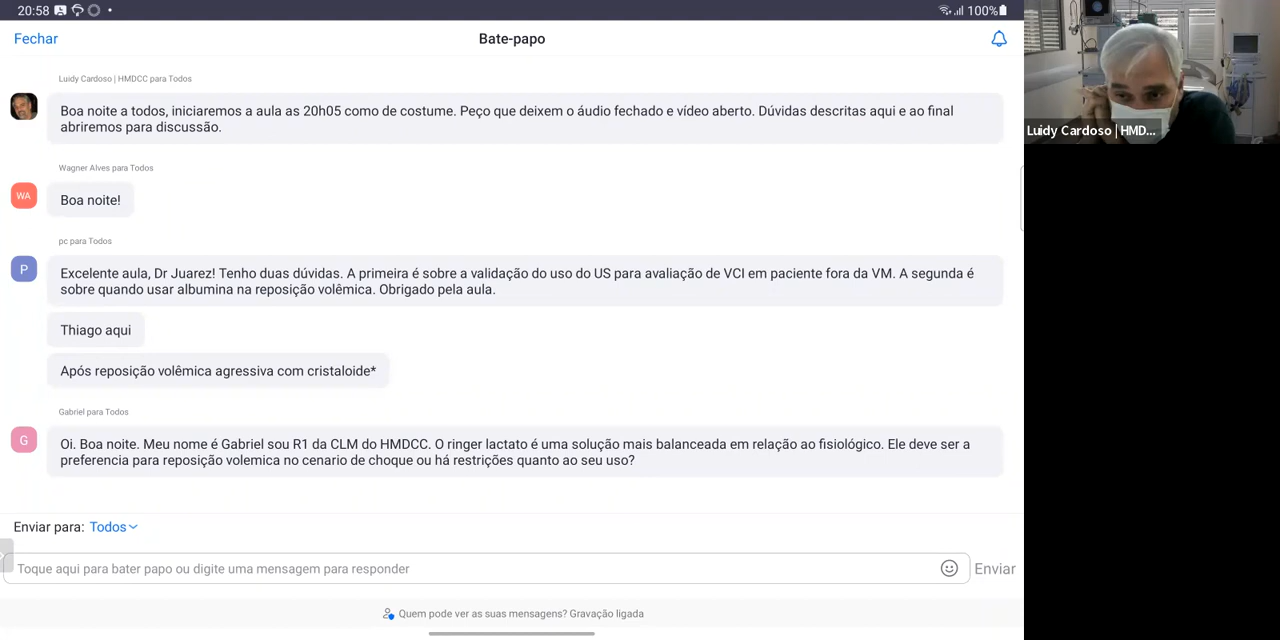 20:58
100%
Fechar
Bate-papo
Luidy Cardoso | HMDCC para Todos
Boa noite a todos, iniciaremos a aula as 20h05 como de costume. Peço que deixem o áudio fechado e vídeo aberto. Dúvidas descritas aqui e ao final
abriremos para discussão.
Wagner Alves para Todos
WA
Boa noite!
pc para Todos
P
Excelente aula, Dr Juarez! Tenho duas dúvidas. A primeira é sobre a validação do uso do US para avaliação de VCI em paciente fora da VM. A segunda é
sobre quando usar albumina na reposição volêmica. Obrigado pela aula.
Thiago aqui
Após reposição volêmica agressiva com cristaloide*
Gabriel para Todos
G
Oi. Boa noite. Meu nome é Gabriel sou R1 da CLM do HMDCC. O ringer lactato é uma solução mais balanceada em relação ao fisiológico. Ele deve ser a
preferencia para reposição volemica no cenario de choque ou há restrições quanto ao seu uso?
Enviar para: Todos
Toque aqui para bater papo ou digite uma mensagem para responder
Enviar
Quem pode ver as suas mensagens? Gravação ligada
Luidy Cardoso | HMD...